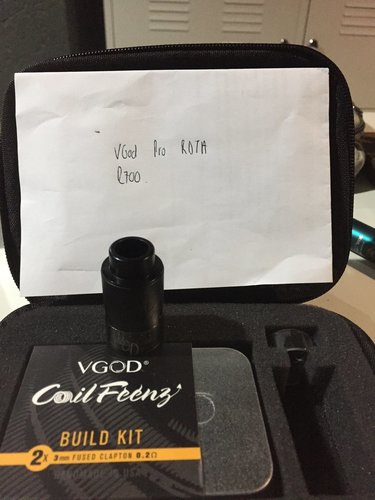 VGod Pro RDTA
R700
VGOD®
Coil Feenz
BUILD KIT
2X 3mm FUSED CLAPTON 0.2Ω